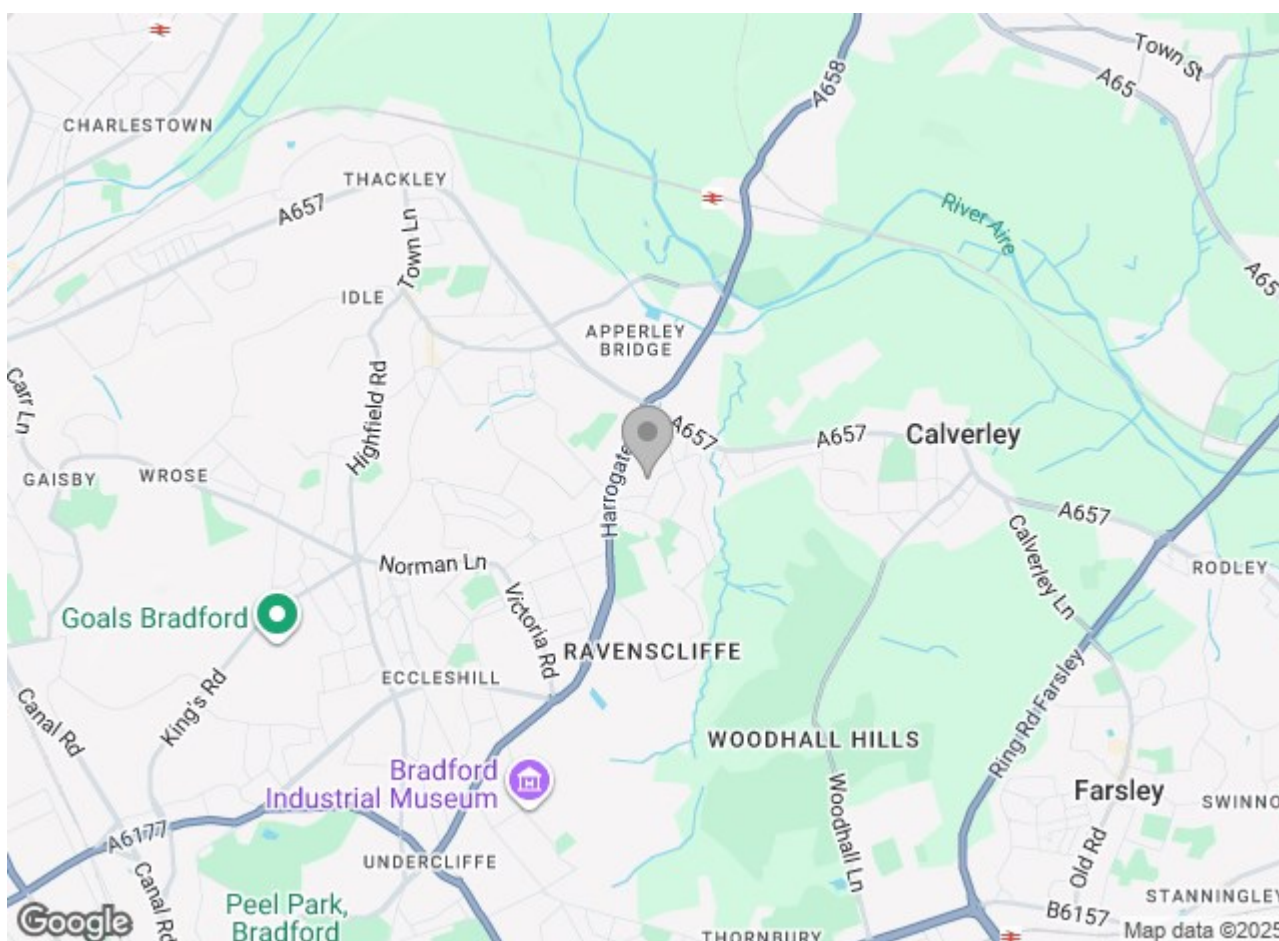 Town St
A65
A658
CHARLESTOWN
THACKLEY
A657
Town Ln
River Aire
A65
IDLE
APPERLEY
BRIDGE
Carr Ln
Highfield Rd
A657
A657
Calverley
Harrogate
GAISBY
WROSE
A657
Calverley Ln
Norman Ln
RODLEY
Victoria Rd
Goals Bradford
RAVENSCLIFFE
ECCLESHILL
Canal Rd
King's Rd
Ring Rd Farsley
WOODHALL HILLS
Bradford
Industrial Museum
Farsley
SWINNO
Woodhall Ln
A6177
UNDERCLIFFE
Old Rd
Canal Rd
Peel Park,
Bradford
STANNINGLEY
B6157
THORNBURY
Google
Map data ©2025